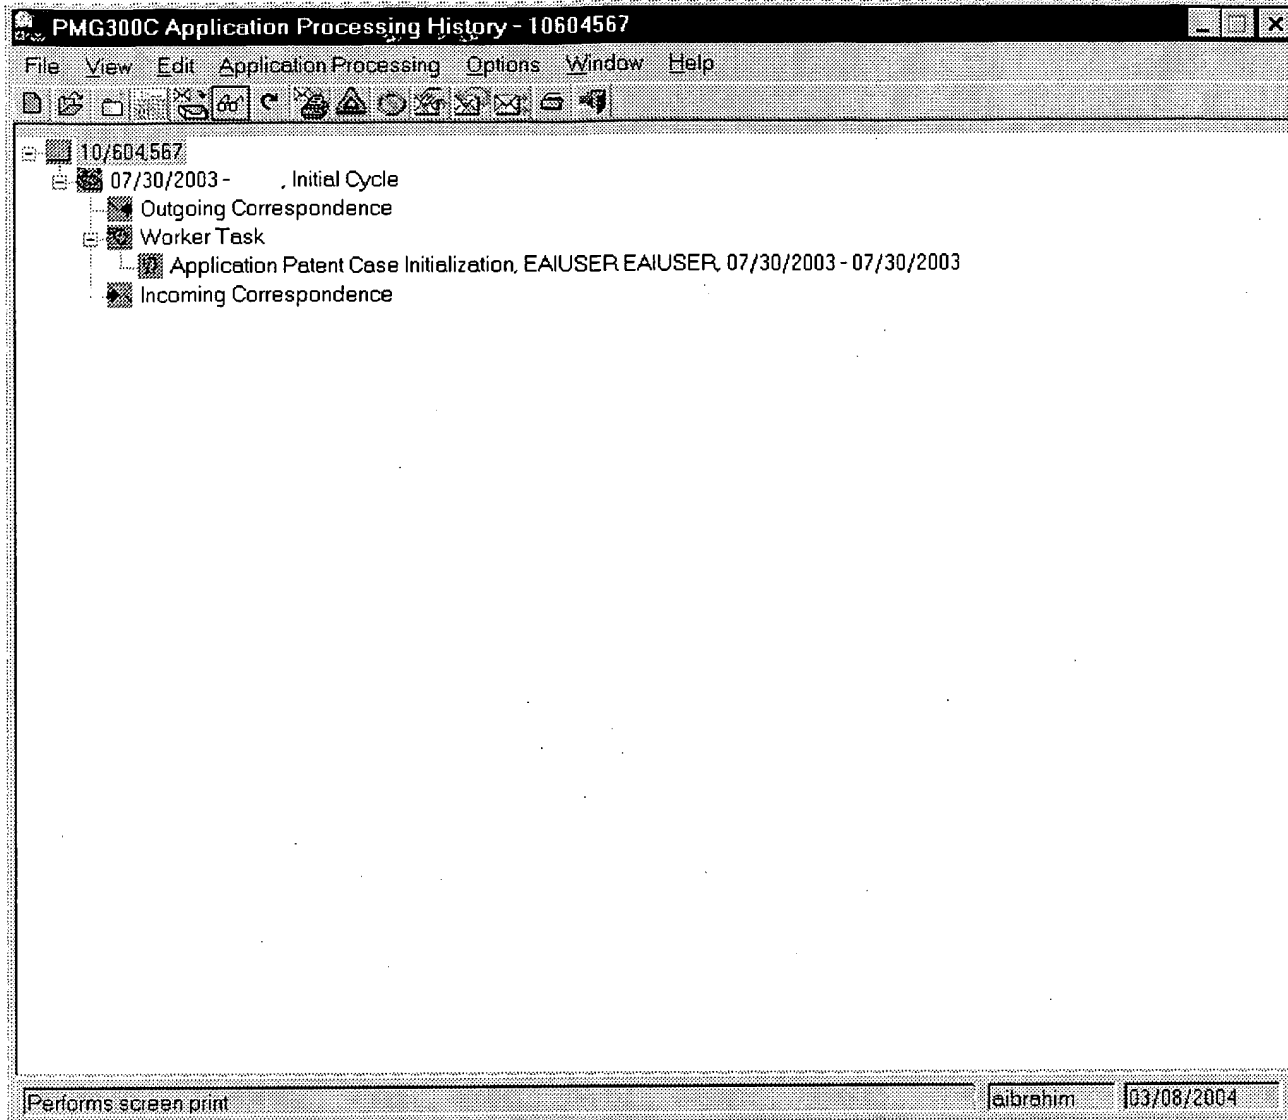 PMG300C Application Processing History - 10604567
File View Edit Application Processing Options Window Help
10/604,567
07/30/2003 - , Initial Cycle
Outgoing Correspondence
Worker Task
Application Patent Case Initialization, EAIUSER EAIUSER, 07/30/2003 - 07/30/2003
Incoming Correspondence
Performs screen print
aibrahim
03/08/2004